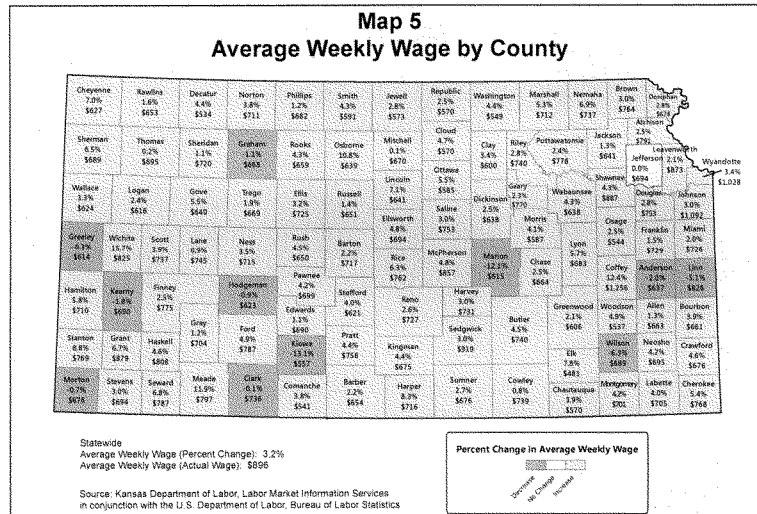 Map 5
Average Weekly Wage by County
Cheyenne
7.0%
$627
Rawlins
1.6%
$653
Decatur
4.4%
$534
Norton
3.8%
$711
Phillips
1.2%
$682
Smith
4.3%
$591
Jewell
2.8%
$573
Republic
2.5%
$570
Washington
4.4%
$549
Marshall
5.3%
$712
Nemaha
6.9%
$737
Brown
3.0%
$764
Doniphan
2.8%
Atchison
2.5%
Sherman
6.5%
$689
Thomas
0.2%
$695
Sheridan
1.1%
$720
Graham
1.1%
Rooks
4.3%
$659
Osborne
10.8%
$639
Mitchell
0.1%
$670
Cloud
4.7%
$570
Clay
3.4%
$600
Riley
2.8%
$740
Pottawatomie
2.4%
$778
Jackson
1.3%
$641
Jefferson
0.0%
$694
Leavenworth
2.1%
$873
Wyandotte
3.4%
$1,028
Wallace
3.3%
$624
Logan
2.4%
$616
Gove
5.5%
$640
Trego
1.9%
$669
Ellis
3.2%
$725
Russell
1.4%
$651
Lincoln
7.1%
$641
Ottawa
5.5%
$585
Saline
3.0%
$753
Dickinson
2.5%
$638
Geary
2.3%
$770
Wabaunsee
4.3%
$638
Shawnee
4.3%
$887
Douglas
2.8%
$753
Johnson
3.0%
$1,092
Greeley
$614
Wichita
15.7%
$825
Scott
3.9%
$737
Lane
6.9%
$745
Ness
3.5%
$715
Rush
4.5%
$650
Barton
2.2%
$717
Ellsworth
4.8%
$694
Rice
6.3%
$762
McPherson
4.8%
$857
Marion
-12.1%
$615
Morris
4.1%
$587
Chase
2.5%
$664
Lyon
5.7%
$683
Osage
2.5%
$544
Franklin
1.5%
$729
Miami
2.0%
$726
Coffey
12.4%
$1,256
Anderson
-2.0%
$637
Linn
-5.1%
$826
Hamilton
5.8%
$710
Kearny
-1.8%
$690
Finney
2.5%
$775
Hodgeman
-0.9%
$623
Pawnee
4.2%
$699
Edwards
1.1%
$690
Stafford
4.0%
$621
Reno
2.6%
$727
Harvey
3.0%
$731
Sedgwick
3.0%
Butler
4.5%
$740
Greenwood
2.1%
$606
Woodson
4.9%
$537
Allen
1.3%
$663
Bourbon
3.9%
$661
Stanton
8.8%
$769
Grant
6.7%
$879
Haskell
4.6%
$808
Gray
1.2%
$704
Ford
4.9%
$787
Kiowa
13.1%
$557
Pratt
4.4%
$758
Kingman
4.4%
$675
Elk
7.8%
$483
Wilson
-6.3%
$689
Neosho
4.2%
$695
Crawford
4.6%
$676
Morton
-0.7%
$678
Stevens
3.0%
$694
Seward
6.8%
$787
Meade
11.9%
$797
Clark
$736
Comanche
3.8%
$541
Barber
2.2%
$654
Harper
8.3%
$716
Sumner
2.7%
$676
Cowley
0.8%
$739
Chautauqua
3.9%
$570
Montgomery
4.2%
$701
Labette
4.0%
$705
Cherokee
5.4%
$768
Statewide
Average Weekly Wage (Percent Change): 3.2%
Average Weekly Wage (Actual Wage): $896
Percent Change in Average Weekly Wage
Decrease
No Change
Increase
Source: Kansas Department of Labor, Labor Market Information Services
in conjunction with the U.S. Department of Labor, Bureau of Labor Statistics